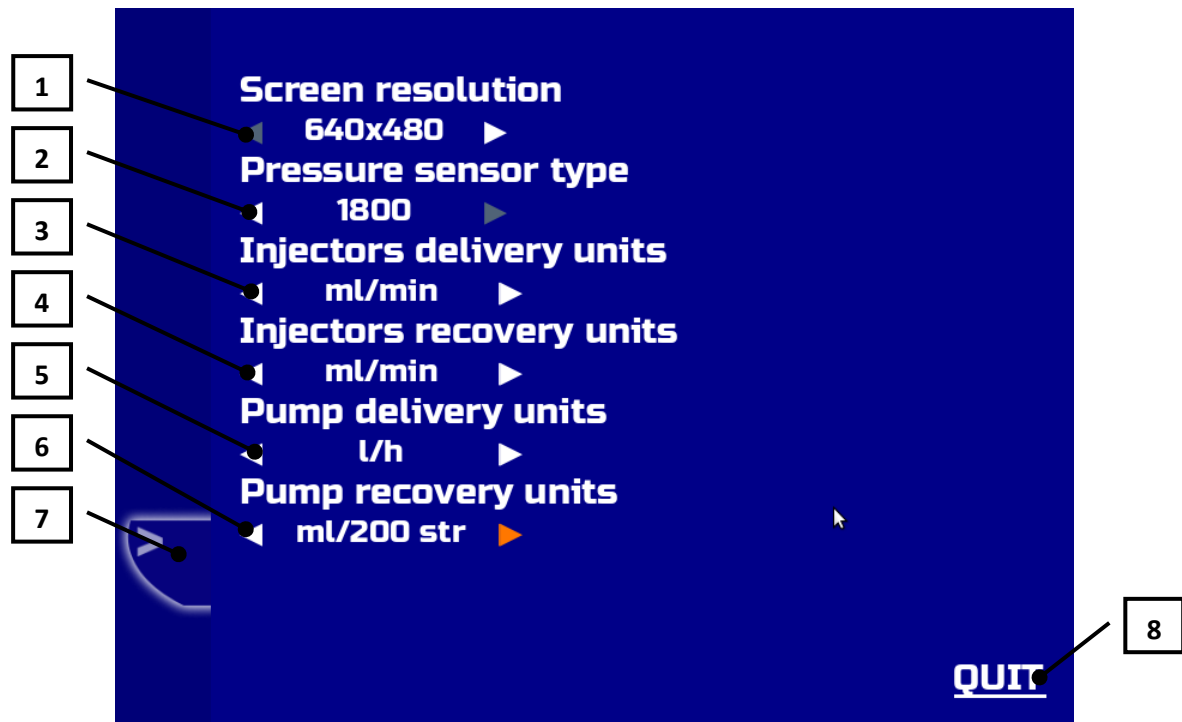 1
Screen resolution
640x480
2
Pressure sensor type
1800
3
Injectors delivery units
ml/min
4
Injectors recovery units
ml/min
5
Pump delivery units
l/h
6
Pump recovery units
ml/200 str
7
8
QUIT